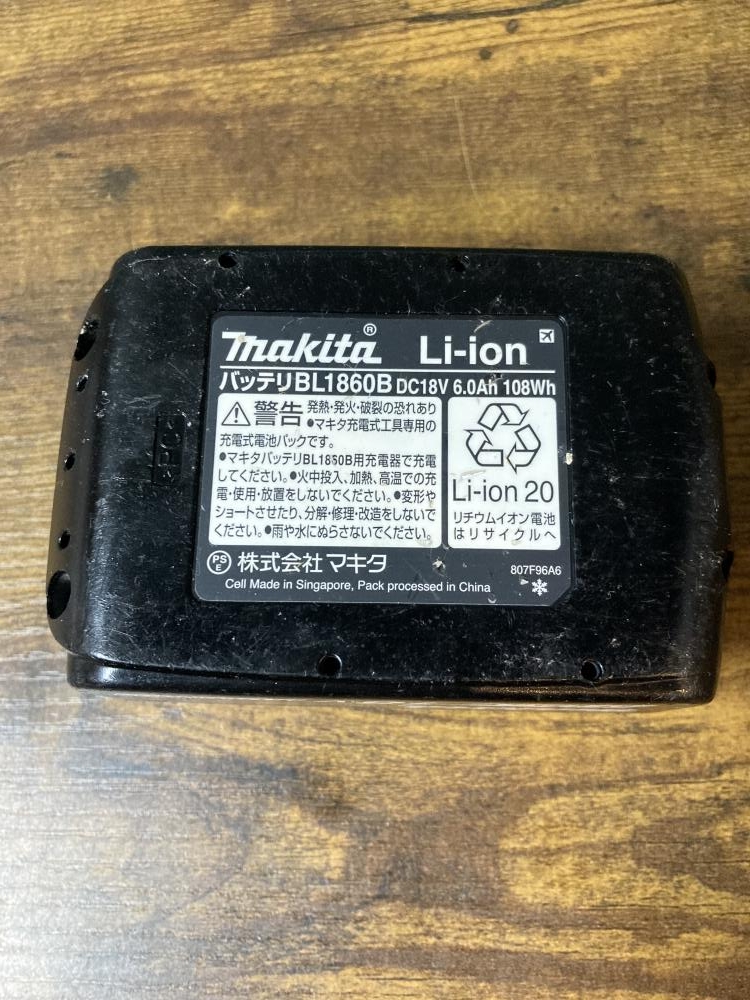 makita® Li-ion
バッテリBL1860B DC18V 6.0Ah 108Wh
警告 発熱・発火・破裂の恐れあり
●マキタ充電式工具専用の
充電式電池パックです。
●マキタバッテリBL1860B用充電器で充電
してください。●火中投入、加熱、高温での充
電・使用・放置をしないでください。●変形や
ショートさせたり、分解・修理・改造をしないで
ください。●雨や水にぬらさないでください。
Li-ion 20
リチウムイオン電池
はリサイクルへ
PS
E
株式会社 マキタ
807F96A6
Cell Made in Singapore, Pack processed in China